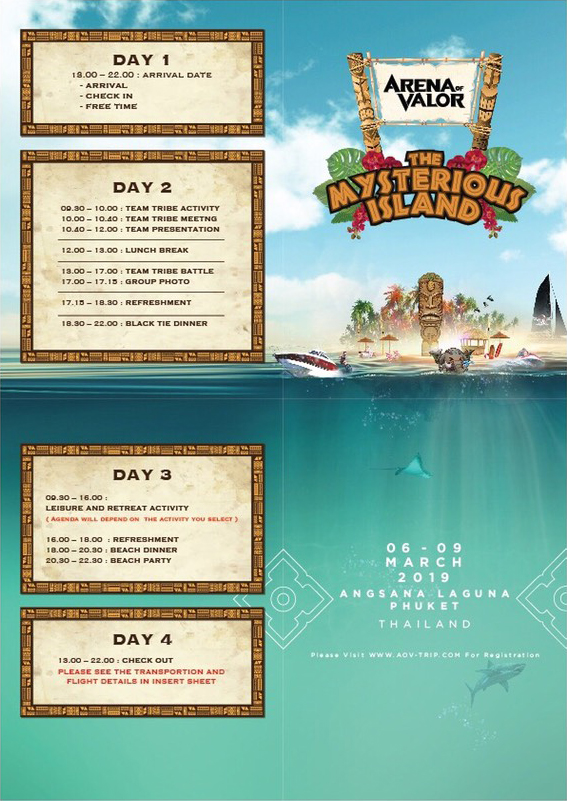 DAY 1
13.00 – 22.00 : ARRIVAL DATE
- ARRIVAL
- CHECK IN
- FREE TIME
DAY 2
09.30 – 10.00 : TEAM TRIBE ACTIVITY
10.00 – 10.40 : TEAM TRIBE MEETNG
10.40 – 12.00 : TEAM PRESENTATION
12.00 – 13.00 : LUNCH BREAK
13.00 – 17.00 : TEAM TRIBE BATTLE
17.00 – 17.15 : GROUP PHOTO
17.15 – 18.30 : REFRESHMENT
18.30 – 22.00 : BLACK TIE DINNER
ARENA OF
VALOR
THE
MYSTERIOUS
ISLAND
DAY 3
09.30 – 16.00 :
LEISURE AND RETREAT ACTIVITY
( AGENDA WILL DEPEND ON THE ACTIVITY YOU SELECT )
16.00 – 18.00 : REFRESHMENT
18.00 – 20.30 : BEACH DINNER
20.30 – 22.30 : BEACH PARTY
DAY 4
13.00 – 22.00 : CHECK OUT
PLEASE SEE THE TRANSPORTION AND
FLIGHT DETAILS IN INSERT SHEET
06 - 09
MARCH
2019
ANGSANA LAGUNA
PHUKET
THAILAND
Please Visit WWW.AOV-TRIP.COM For Registration